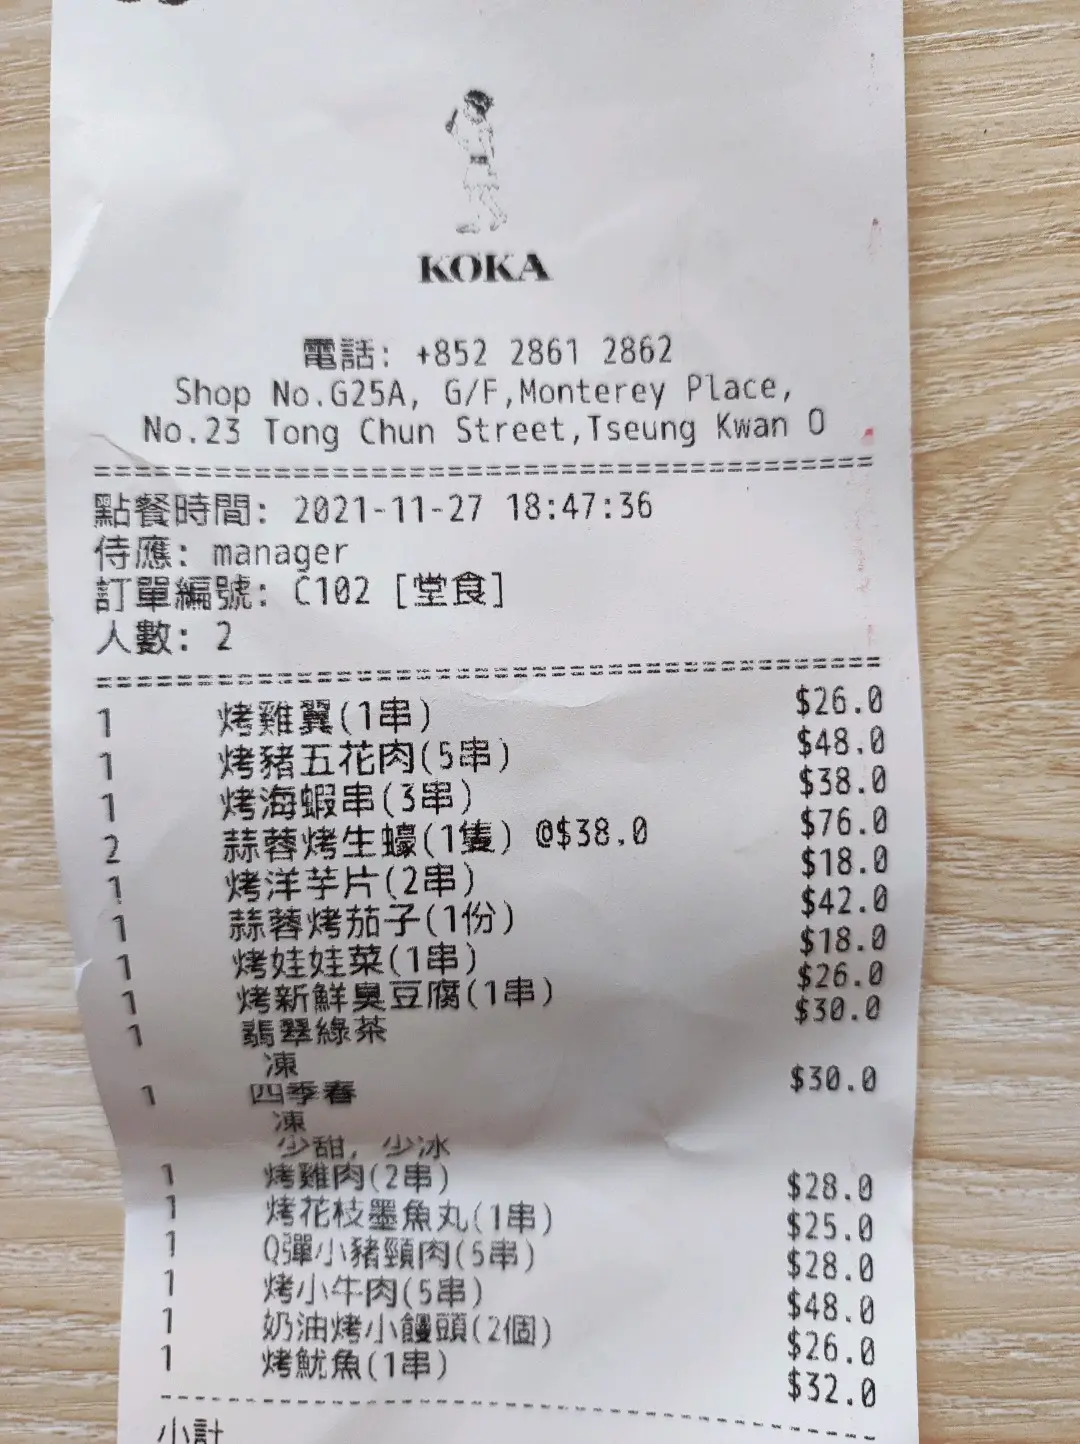 KOKA
電話: +852 2861 2862
Shop No.G25A, G/F,Monterey Place,
No.23 Tong Chun Street,Tseung Kwan O
點餐時間: 2021-11-27 18:47:36
侍應: manager
訂單編號: C102 [堂食]
人數: 2
1 烤雞翼(1串) $26.0
1 烤豬五花肉(5串) $48.0
1 烤海蝦串(3串) $38.0
2 蒜蓉烤生蠔(1隻) @$38.0 $76.0
1 烤洋芋片(2串) $18.0
1 蒜蓉烤茄子(1份) $42.0
1 烤娃娃菜(1串) $18.0
1 烤新鮮臭豆腐(1串) $26.0
1 翡翠綠茶 $30.0
凍
1 四季春 $30.0
凍
少甜, 少冰
1 烤雞肉(2串) $28.0
1 烤花枝墨魚丸(1串) $25.0
1 Q彈小豬頸肉(5串) $28.0
1 烤小牛肉(5串) $48.0
1 奶油烤小饅頭(2個) $26.0
1 烤魷魚(1串) $32.0
小計